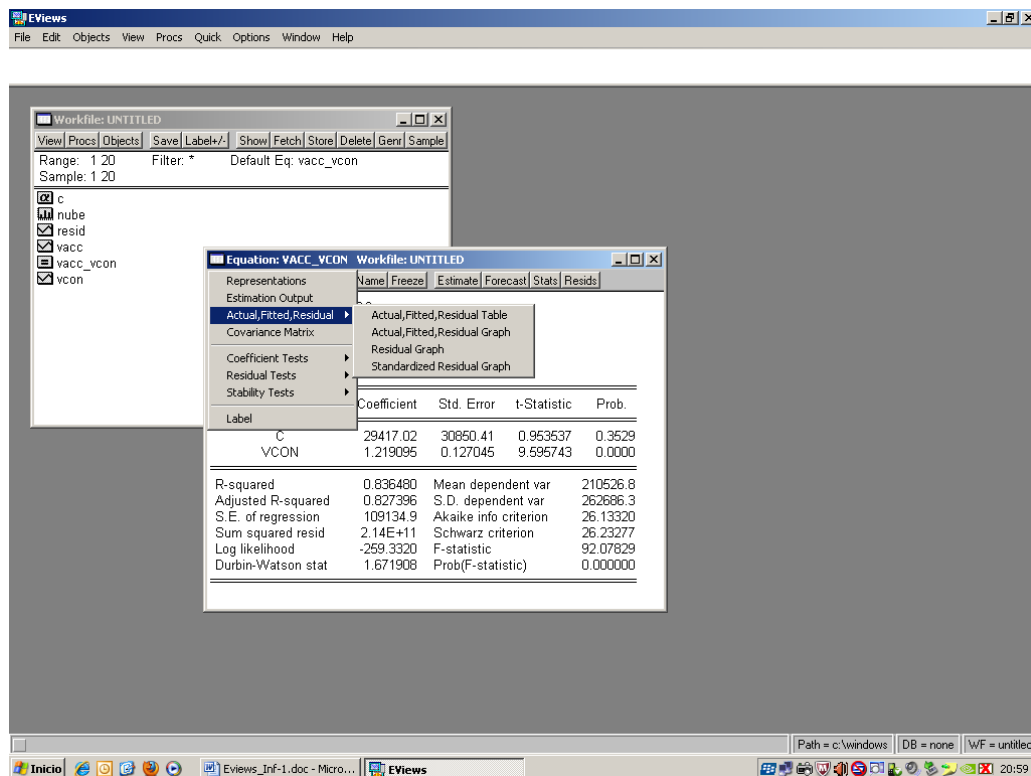 EViews
File Edit Objects View Procs Quick Options Window Help
Workfile: UNTITLED
View Procs Objects Save Label+/- Show Fetch Store Delete Genr Sample
Range: 1 20 Filter: * Default Eq: vacc_vcon
Sample: 1 20
c
nube
resid
vacc
vacc_vcon
vcon
Equation: VACC_VCON Workfile: UNTITLED
Name Freeze Estimate Forecast Stats Resids
Representations
Estimation Output
Actual,Fitted,Residual
Covariance Matrix
Coefficient Tests
Residual Tests
Stability Tests
Label
Actual,Fitted,Residual Table
Actual,Fitted,Residual Graph
Residual Graph
Standardized Residual Graph
Coefficient Std. Error t-Statistic Prob.
C 29417.02 30850.41 0.953537 0.3529
VCON 1.219095 0.127045 9.595743 0.0000
R-squared 0.836480 Mean dependent var 210526.8
Adjusted R-squared 0.827396 S.D. dependent var 262686.3
S.E. of regression 109134.9 Akaike info criterion 26.13320
Sum squared resid 2.14E+11 Schwarz criterion 26.23277
Log likelihood -259.3320 F-statistic 92.07829
Durbin-Watson stat 1.671908 Prob(F-statistic) 0.000000
Path = c:\windows DB = none WF = untitled
Inicio Eviews_Inf-1.doc - Micro... EViews 20:59